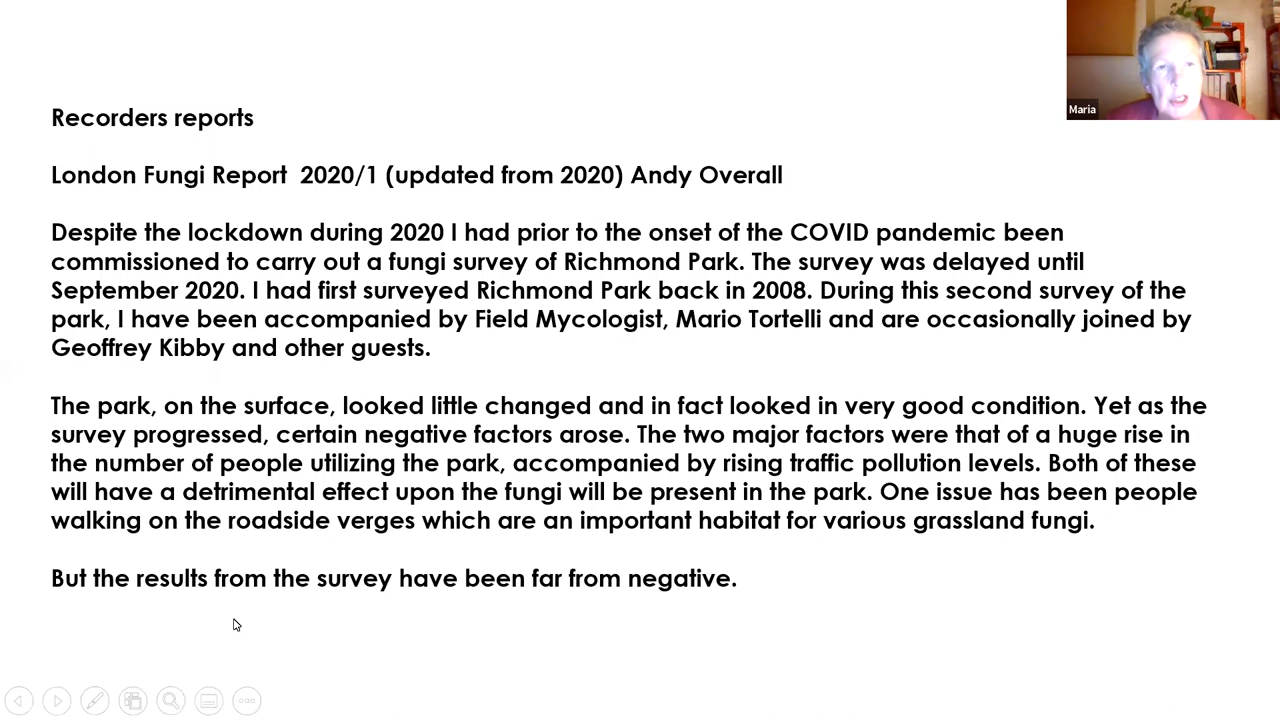 Maria
Recorders reports
London Fungi Report  2020/1 (updated from 2020) Andy Overall
Despite the lockdown during 2020 I had prior to the onset of the COVID pandemic been
commissioned to carry out a fungi survey of Richmond Park. The survey was delayed until
September 2020. I had first surveyed Richmond Park back in 2008. During this second survey of the
park, I have been accompanied by Field Mycologist, Mario Tortelli and are occasionally joined by
Geoffrey Kibby and other guests.
The park, on the surface, looked little changed and in fact looked in very good condition. Yet as the
survey progressed, certain negative factors arose. The two major factors were that of a huge rise in
the number of people utilizing the park, accompanied by rising traffic pollution levels. Both of these
will have a detrimental effect upon the fungi will be present in the park. One issue has been people
walking on the roadside verges which are an important habitat for various grassland fungi.
But the results from the survey have been far from negative.